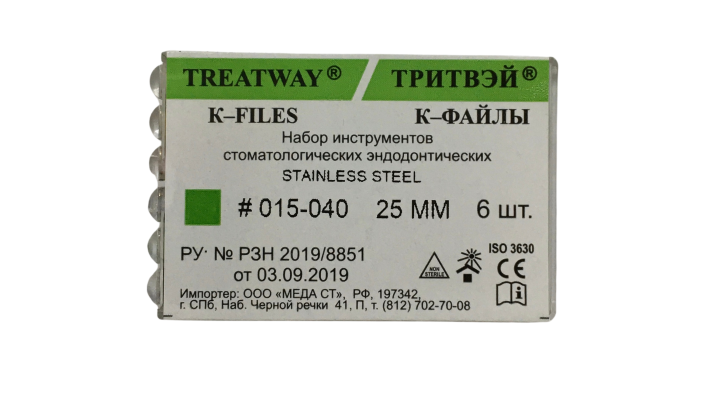 TREATWAY® ТРИТВЭЙ®
K–FILES К–ФАЙЛЫ
Набор инструментов
стоматологических эндодонтических
STAINLESS STEEL
# 015-040 25 MM 6 шт.
РУ· № РЗН 2019/8851
от 03.09.2019
NON STERILE
ISO 3630
CE
i
Импортер: ООО «МЕДА СТ», РФ, 197342,
г. СПб, Наб. Черной речки 41, П, т. (812) 702-70-08